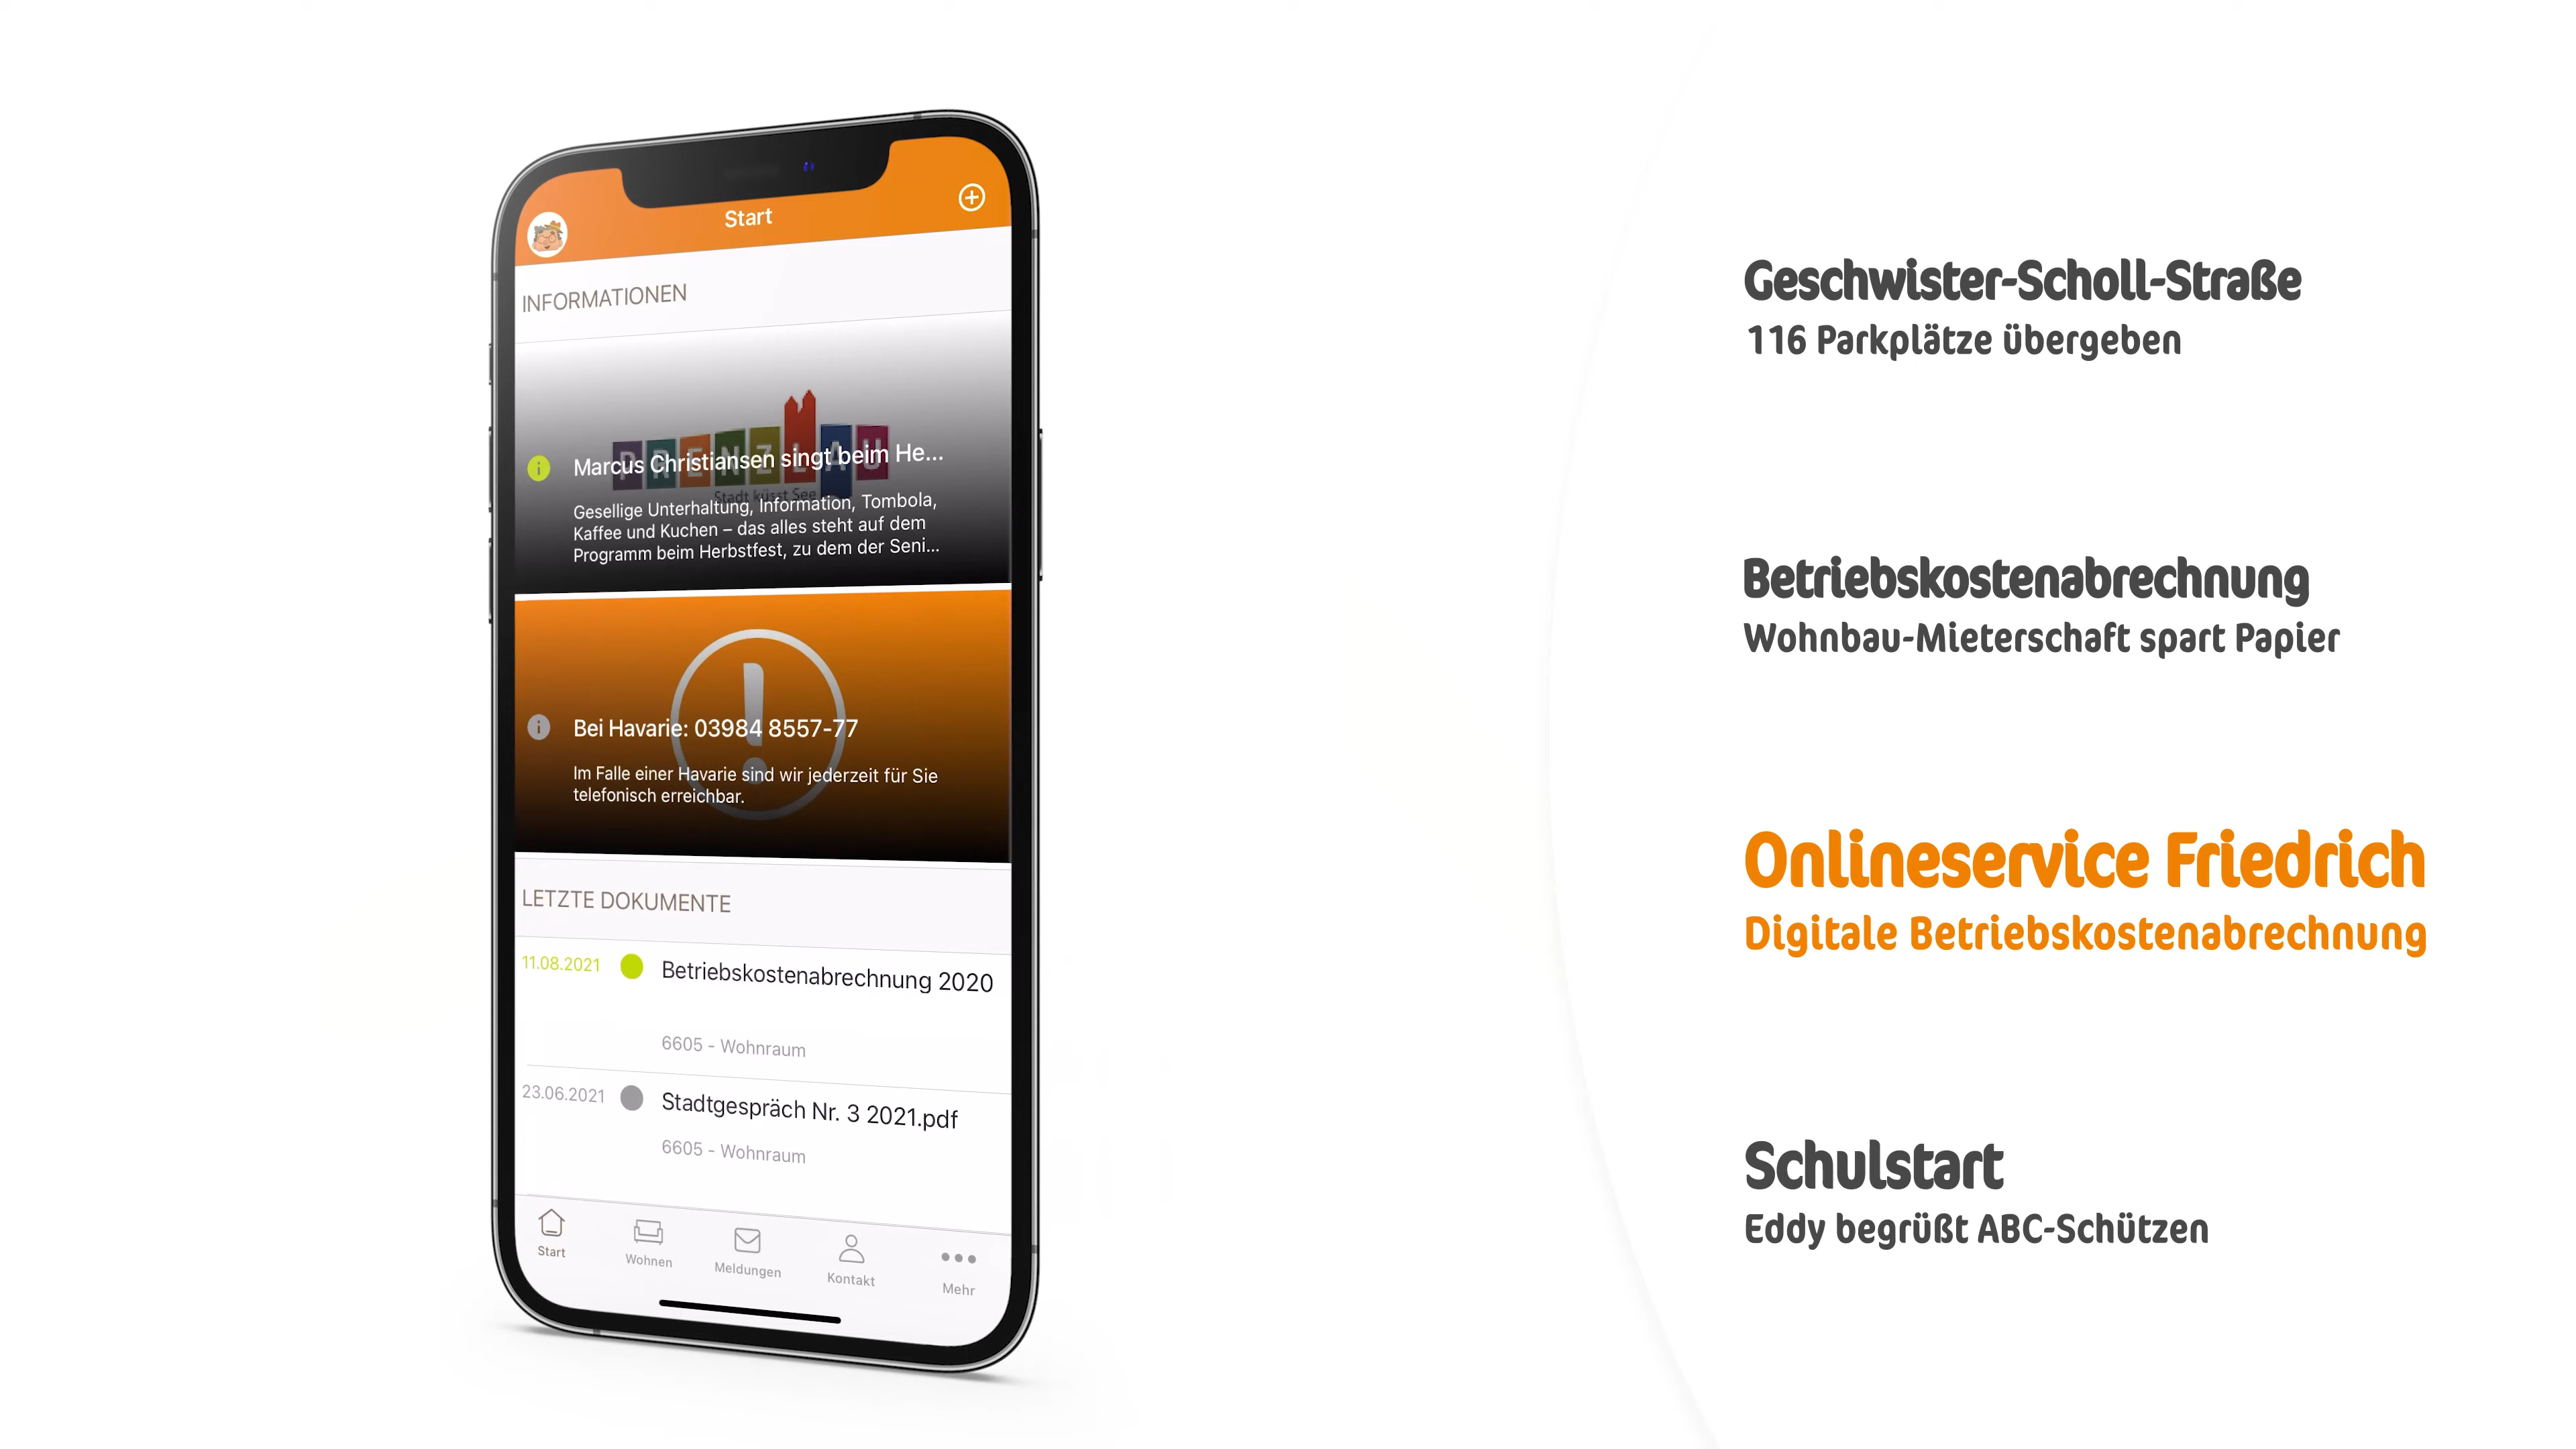 Start
INFORMATIONEN
PRENZLAU
Stadt küsst See
Marcus Christiansen singt beim He...
Gesellige Unterhaltung, Information, Tombola,
Kaffee und Kuchen – das alles steht auf dem
Programm beim Herbstfest, zu dem der Seni...
Bei Havarie: 03984 8557-77
Im Falle einer Havarie sind wir jederzeit für Sie
telefonisch erreichbar.
LETZTE DOKUMENTE
11.08.2021 Betriebskostenabrechnung 2020
6605 - Wohnraum
23.06.2021 Stadtgespräch Nr. 3 2021.pdf
6605 - Wohnraum
Start Wohnen Meldungen Kontakt Mehr
Geschwister-Scholl-Straße
116 Parkplätze übergeben
Betriebskostenabrechnung
Wohnbau-Mieterschaft spart Papier
Onlineservice Friedrich
Digitale Betriebskostenabrechnung
Schulstart
Eddy begrüßt ABC-Schützen